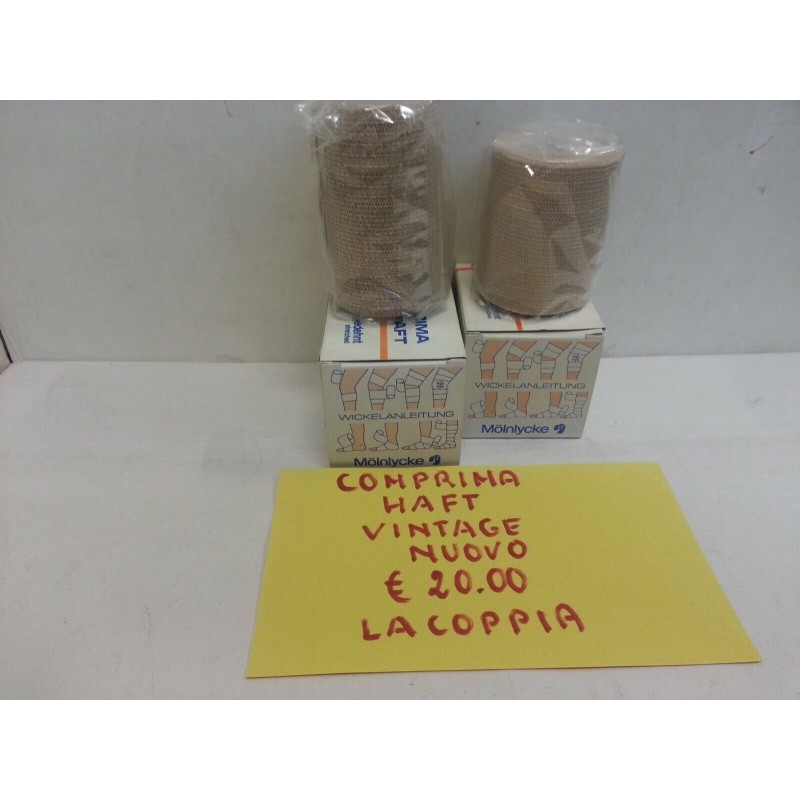 WICKELANLEITUNG
Mölnlycke
WICKELANLEITUNG
Mölnlycke
COMPRIMA
HAFT
VINTAGE
NUOVO
€ 20.00
LA COPPIA